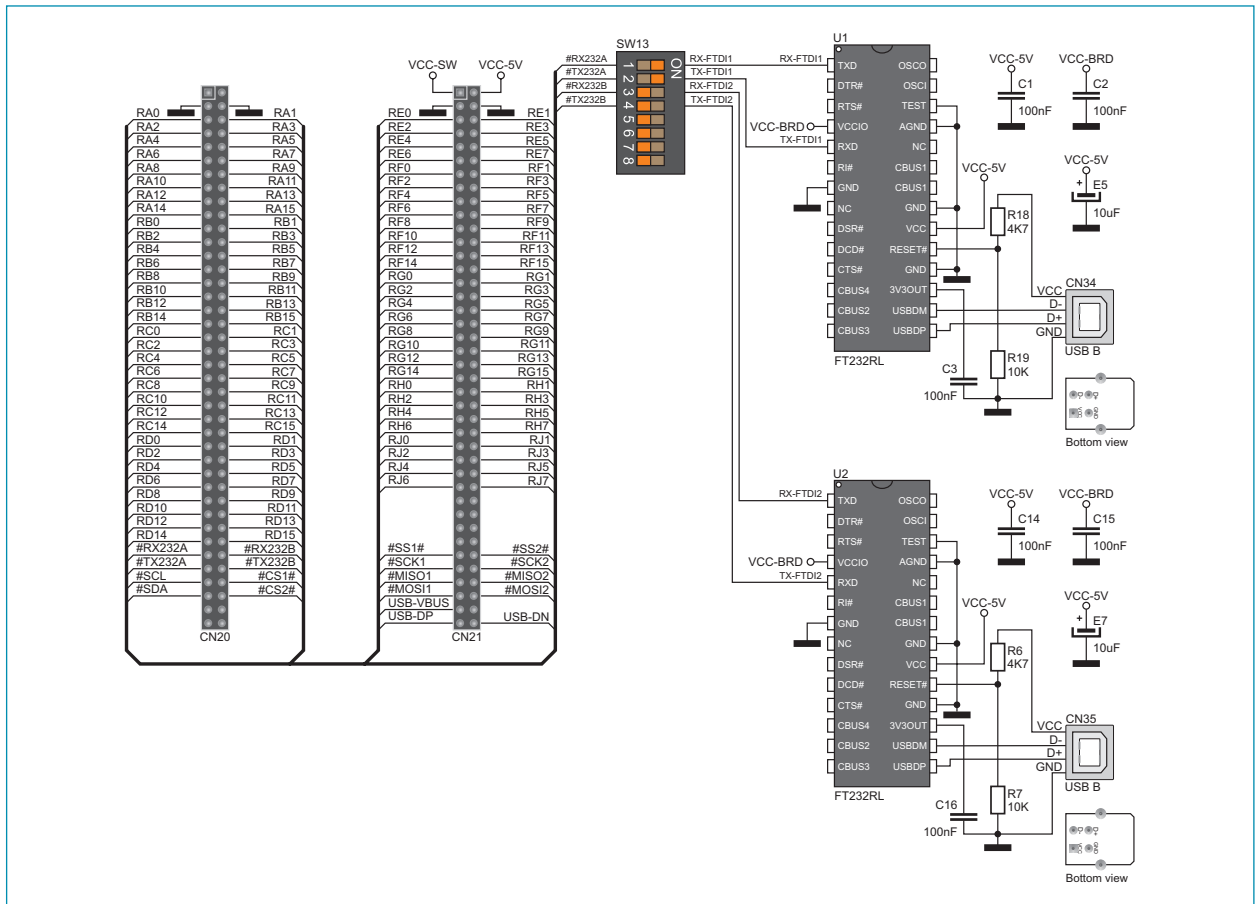 SW13
ON
1
2
3
4
5
6
7
8
#RX232A
#TX232A
#RX232B
#TX232B
RX-FTDI1
TX-FTDI1
RX-FTDI2
TX-FTDI2
RA0 RA1
RA2 RA3
RA4 RA5
RA6 RA7
RA8 RA9
RA10 RA11
RA12 RA13
RA14 RA15
RB0 RB1
RB2 RB3
RB4 RB5
RB6 RB7
RB8 RB9
RB10 RB11
RB12 RB13
RB14 RB15
RC0 RC1
RC2 RC3
RC4 RC5
RC6 RC7
RC8 RC9
RC10 RC11
RC12 RC13
RC14 RC15
RD0 RD1
RD2 RD3
RD4 RD5
RD6 RD7
RD8 RD9
RD10 RD11
RD12 RD13
RD14 RD15
#RX232A #RX232B
#TX232A #TX232B
#SCL #CS1#
#SDA #CS2#
CN20
VCC-SW VCC-5V
RE0 RE1
RE2 RE3
RE4 RE5
RE6 RE7
RF0 RF1
RF2 RF3
RF4 RF5
RF6 RF7
RF8 RF9
RF10 RF11
RF12 RF13
RF14 RF15
RG0 RG1
RG2 RG3
RG4 RG5
RG6 RG7
RG8 RG9
RG10 RG11
RG12 RG13
RG14 RG15
RH0 RH1
RH2 RH3
RH4 RH5
RH6 RH7
RJ0 RJ1
RJ2 RJ3
RJ4 RJ5
RJ6 RJ7
#SS1# #SS2#
#SCK1 #SCK2
#MISO1 #MISO2
#MOSI1 #MOSI2
USB-VBUS
USB-DP USB-DN
CN21
U1
RX-FTDI1
VCC-BRD
TX-FTDI1
TXD OSCO
DTR# OSCI
RTS# TEST
VCCIO AGND
RXD NC
RI# CBUS1
GND CBUS1
NC GND
DSR# VCC
DCD# RESET#
CTS# GND
CBUS4 3V3OUT
CBUS2 USBDM
CBUS3 USBDP
FT232RL
VCC-5V
R18
4K7
R19
10K
C3
100nF
VCC-5V
C1
100nF
VCC-BRD
C2
100nF
VCC-5V
+
E5
10uF
CN34
VCC
D-
D+
GND
USB B
Bottom view
U2
RX-FTDI2
VCC-BRD
TX-FTDI2
TXD OSCO
DTR# OSCI
RTS# TEST
VCCIO AGND
RXD NC
RI# CBUS1
GND CBUS1
NC GND
DSR# VCC
DCD# RESET#
CTS# GND
CBUS4 3V3OUT
CBUS2 USBDM
CBUS3 USBDP
FT232RL
VCC-5V
R6
4K7
R7
10K
C16
100nF
VCC-5V
C14
100nF
VCC-BRD
C15
100nF
VCC-5V
+
E7
10uF
CN35
VCC
D-
D+
GND
USB B
Bottom view